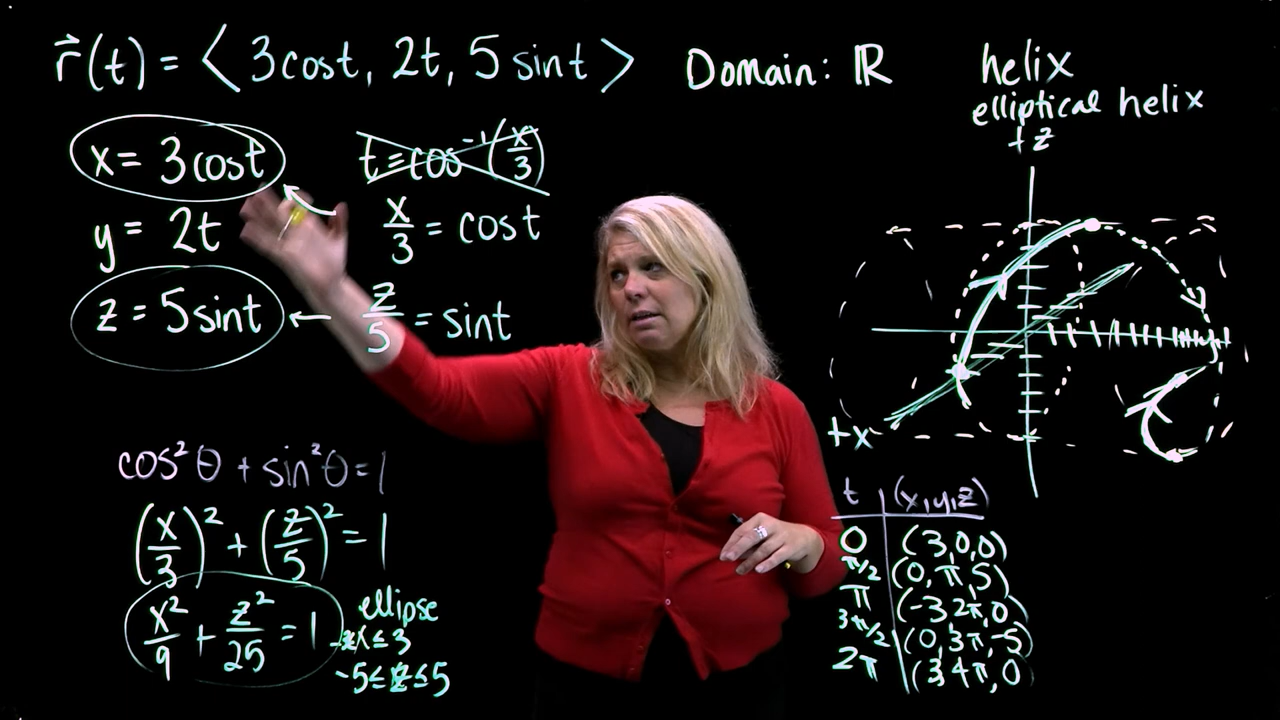 r⃗(t) = ⟨3cost, 2t, 5sint⟩ Domain: ℝ
helix
elliptical helix
x = 3cost
t = cos⁻¹(x/3)
y = 2t
x/3 = cost
z = 5sint
z/5 = sint
cos²θ + sin²θ = 1
(x/3)² + (z/5)² = 1
x²/9 + z²/25 = 1
ellipse
x ≤ 3
-5 ≤ z ≤ 5
+z
y
+x
t (x,y,z)
0 (3,0,0)
π/2 (0,π,5)
π (-3,2π,0)
3π/2 (0,3π,-5)
2π (3,4π,0